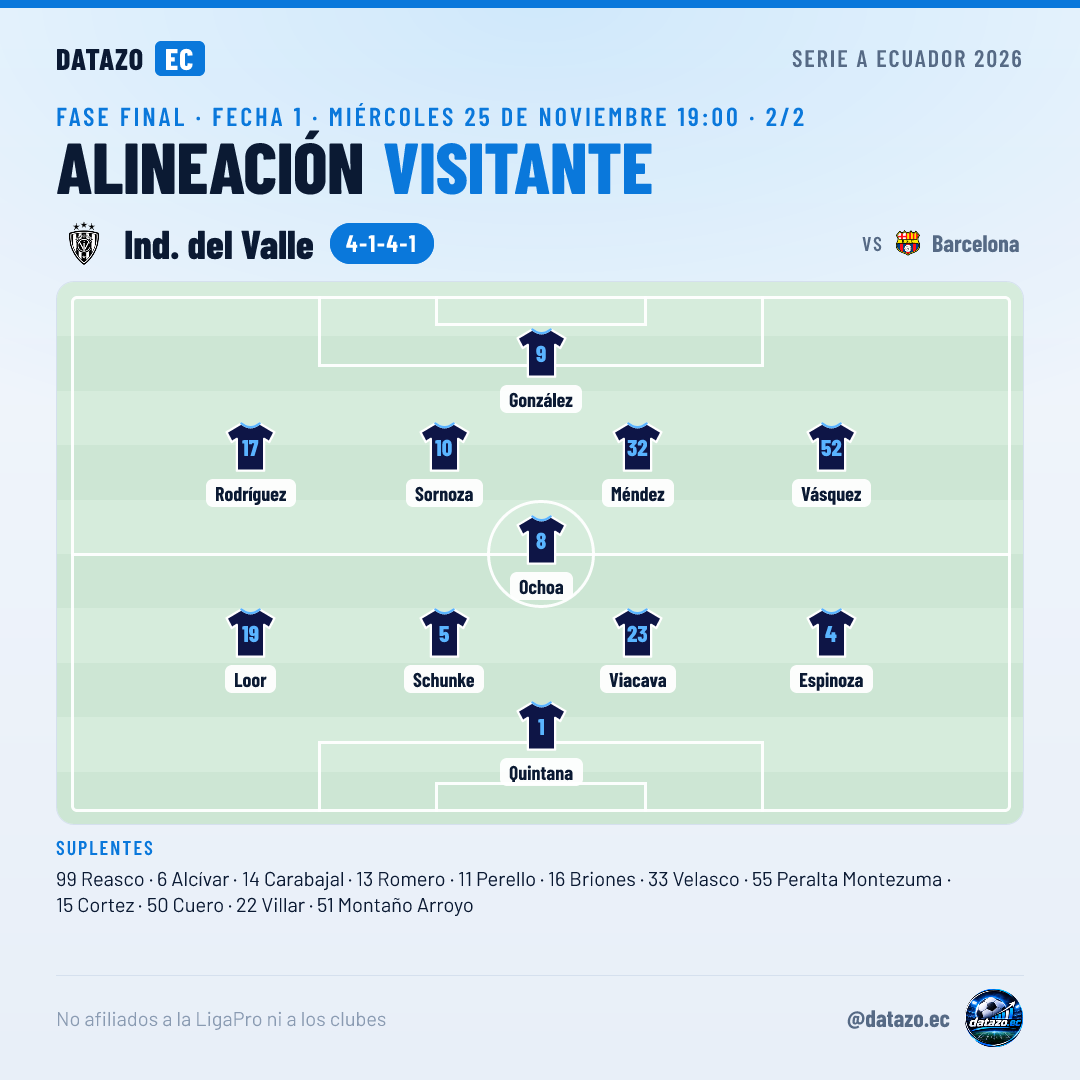 DATAZO EC
SERIE A ECUADOR 2026
FASE FINAL · FECHA 1 · MIÉRCOLES 25 DE NOVIEMBRE 19:00 · 2/2
ALINEACIÓN VISITANTE
Ind. del Valle 4-1-4-1
VS Barcelona
9
González
17 10 32 52
Rodríguez Sornoza Méndez Vásquez
8
Ochoa
19 5 23 4
Loor Schunke Viacava Espinoza
1
Quintana
SUPLENTES
99 Reasco · 6 Alcívar · 14 Carabajal · 13 Romero · 11 Perello · 16 Briones · 33 Velasco · 55 Peralta Montezuma ·
15 Cortez · 50 Cuero · 22 Villar · 51 Montaño Arroyo
No afiliados a la LigaPro ni a los clubes
@datazo.ec
datazo.ec